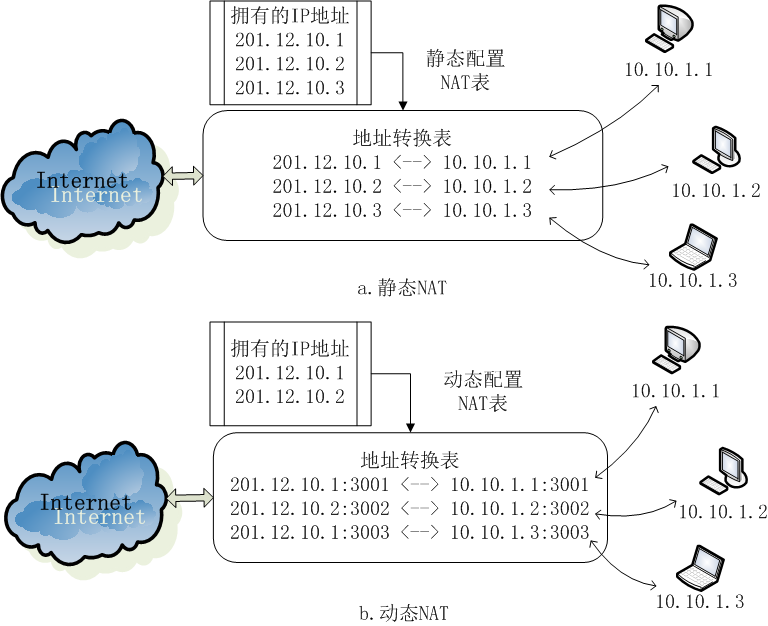 拥有的IP地址
201.12.10.1
201.12.10.2
201.12.10.3
静态配置
NAT表
10.10.1.1
地址转换表
201.12.10.1 <--> 10.10.1.1
201.12.10.2 <--> 10.10.1.2
201.12.10.3 <--> 10.10.1.3
Internet
Internet
10.10.1.2
10.10.1.3
a.静态NAT
拥有的IP地址
201.12.10.1
201.12.10.2
动态配置
NAT表
10.10.1.1
地址转换表
201.12.10.1:3001 <--> 10.10.1.1:3001
201.12.10.2:3002 <--> 10.10.1.2:3002
201.12.10.1:3003 <--> 10.10.1.3:3003
Internet
Internet
10.10.1.2
10.10.1.3
b.动态NAT